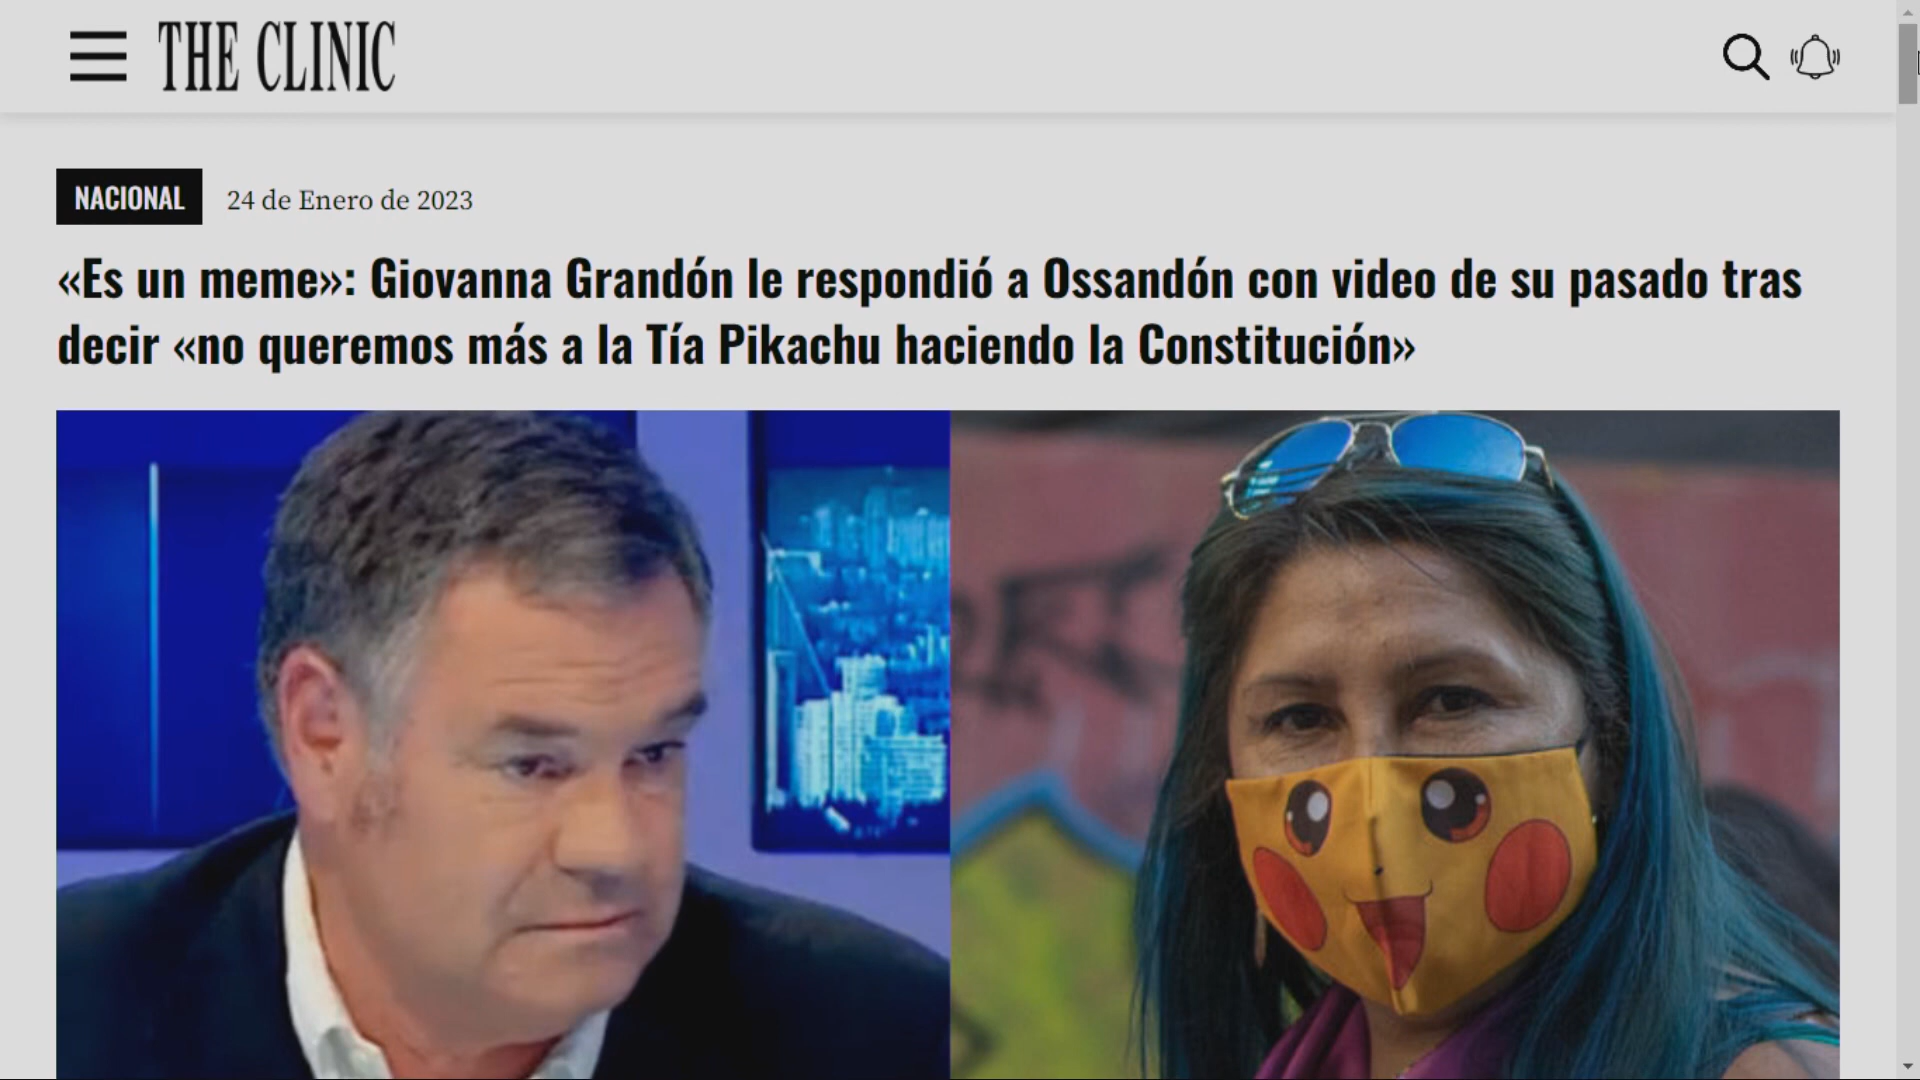 THE CLINIC
NACIONAL
24 de Enero de 2023
«Es un meme»: Giovanna Grandón le respondió a Ossandón con video de su pasado tras
decir «no queremos más a la Tía Pikachu haciendo la Constitución»